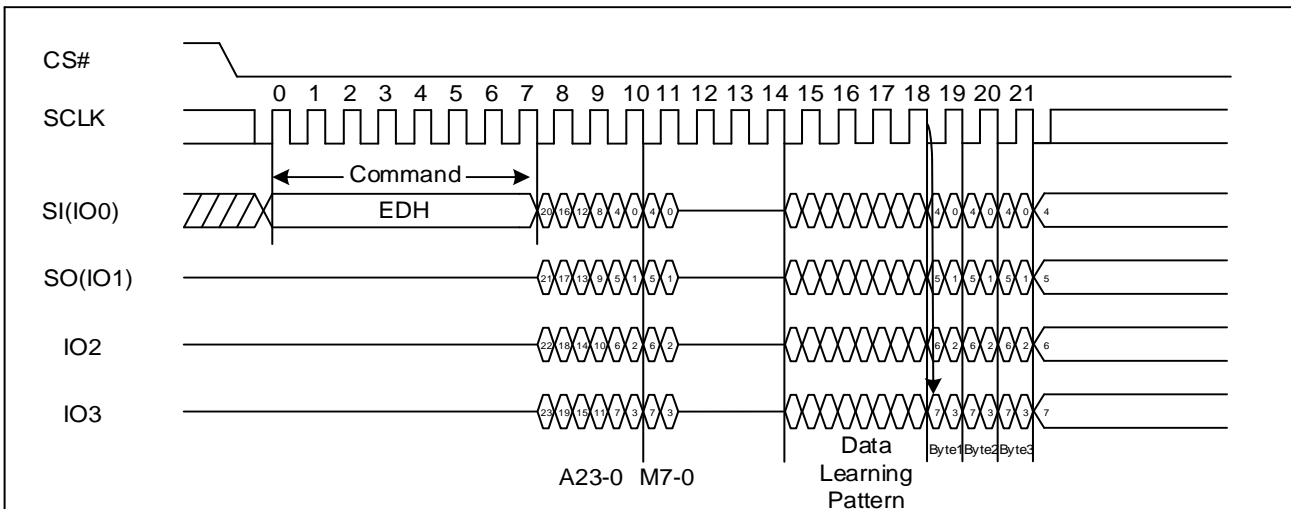 CS#
0 1 2 3 4 5 6 7 8 9 10 11 12 13 14 15 16 17 18 19 20 21
SCLK
Command
SI(IO0) EDH 20 16 12 8 4 0 4 0 4 0 4 0 4 0 4
SO(IO1) 21 17 13 9 5 1 5 1 5 1 5 1 5 1 5
IO2 22 18 14 10 6 2 6 2 6 2 6 2 6 2 6
IO3 23 19 15 11 7 3 7 3 7 3 7 3 7 3 7
A23-0 M7-0
Data
Learning
Pattern
Byte1 Byte2 Byte3